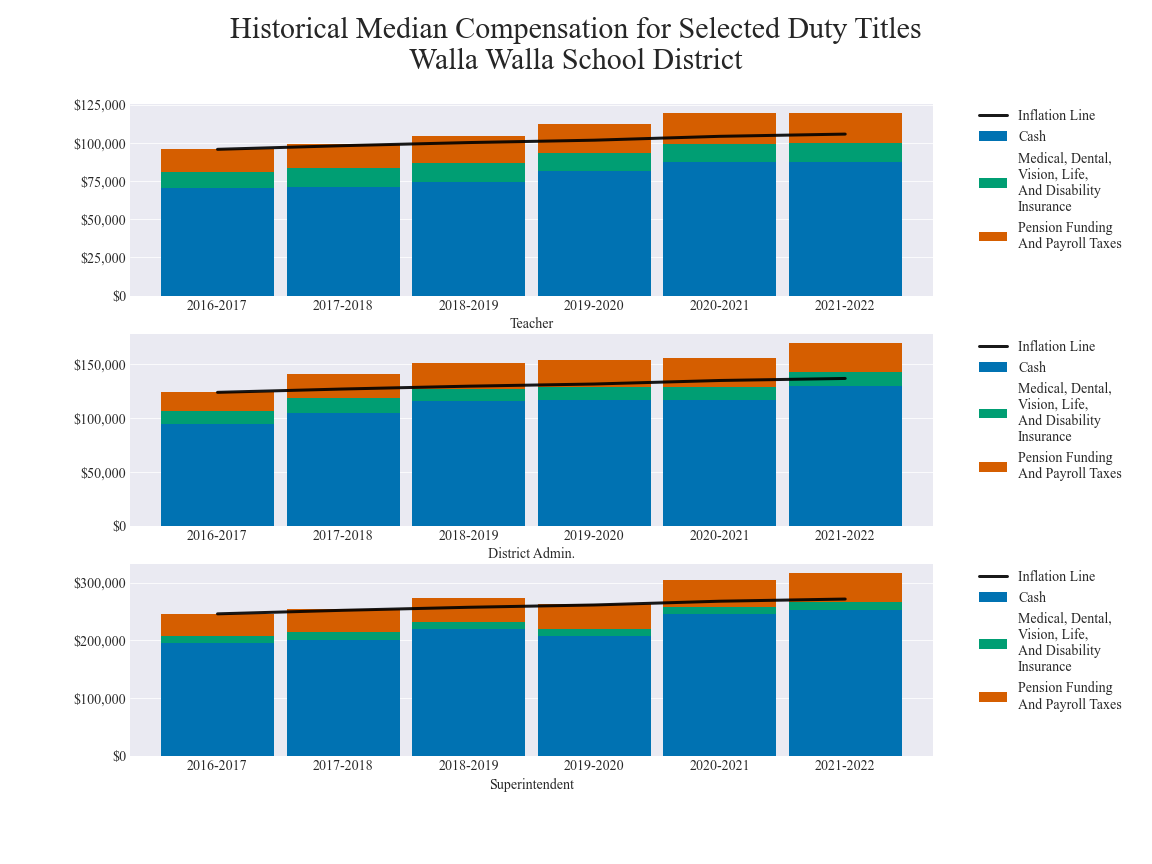 Historical Median Compensation for Selected Duty Titles
Walla Walla School District
$125,000
$100,000
$75,000
$50,000
$25,000
$0
2016-2017
2017-2018
2018-2019
2019-2020
2020-2021
2021-2022
Teacher
Inflation Line
Cash
Medical, Dental,
Vision, Life,
And Disability
Insurance
Pension Funding
And Payroll Taxes
$150,000
$100,000
$50,000
$0
2016-2017
2017-2018
2018-2019
2019-2020
2020-2021
2021-2022
District Admin.
Inflation Line
Cash
Medical, Dental,
Vision, Life,
And Disability
Insurance
Pension Funding
And Payroll Taxes
$300,000
$200,000
$100,000
$0
2016-2017
2017-2018
2018-2019
2019-2020
2020-2021
2021-2022
Superintendent
Inflation Line
Cash
Medical, Dental,
Vision, Life,
And Disability
Insurance
Pension Funding
And Payroll Taxes